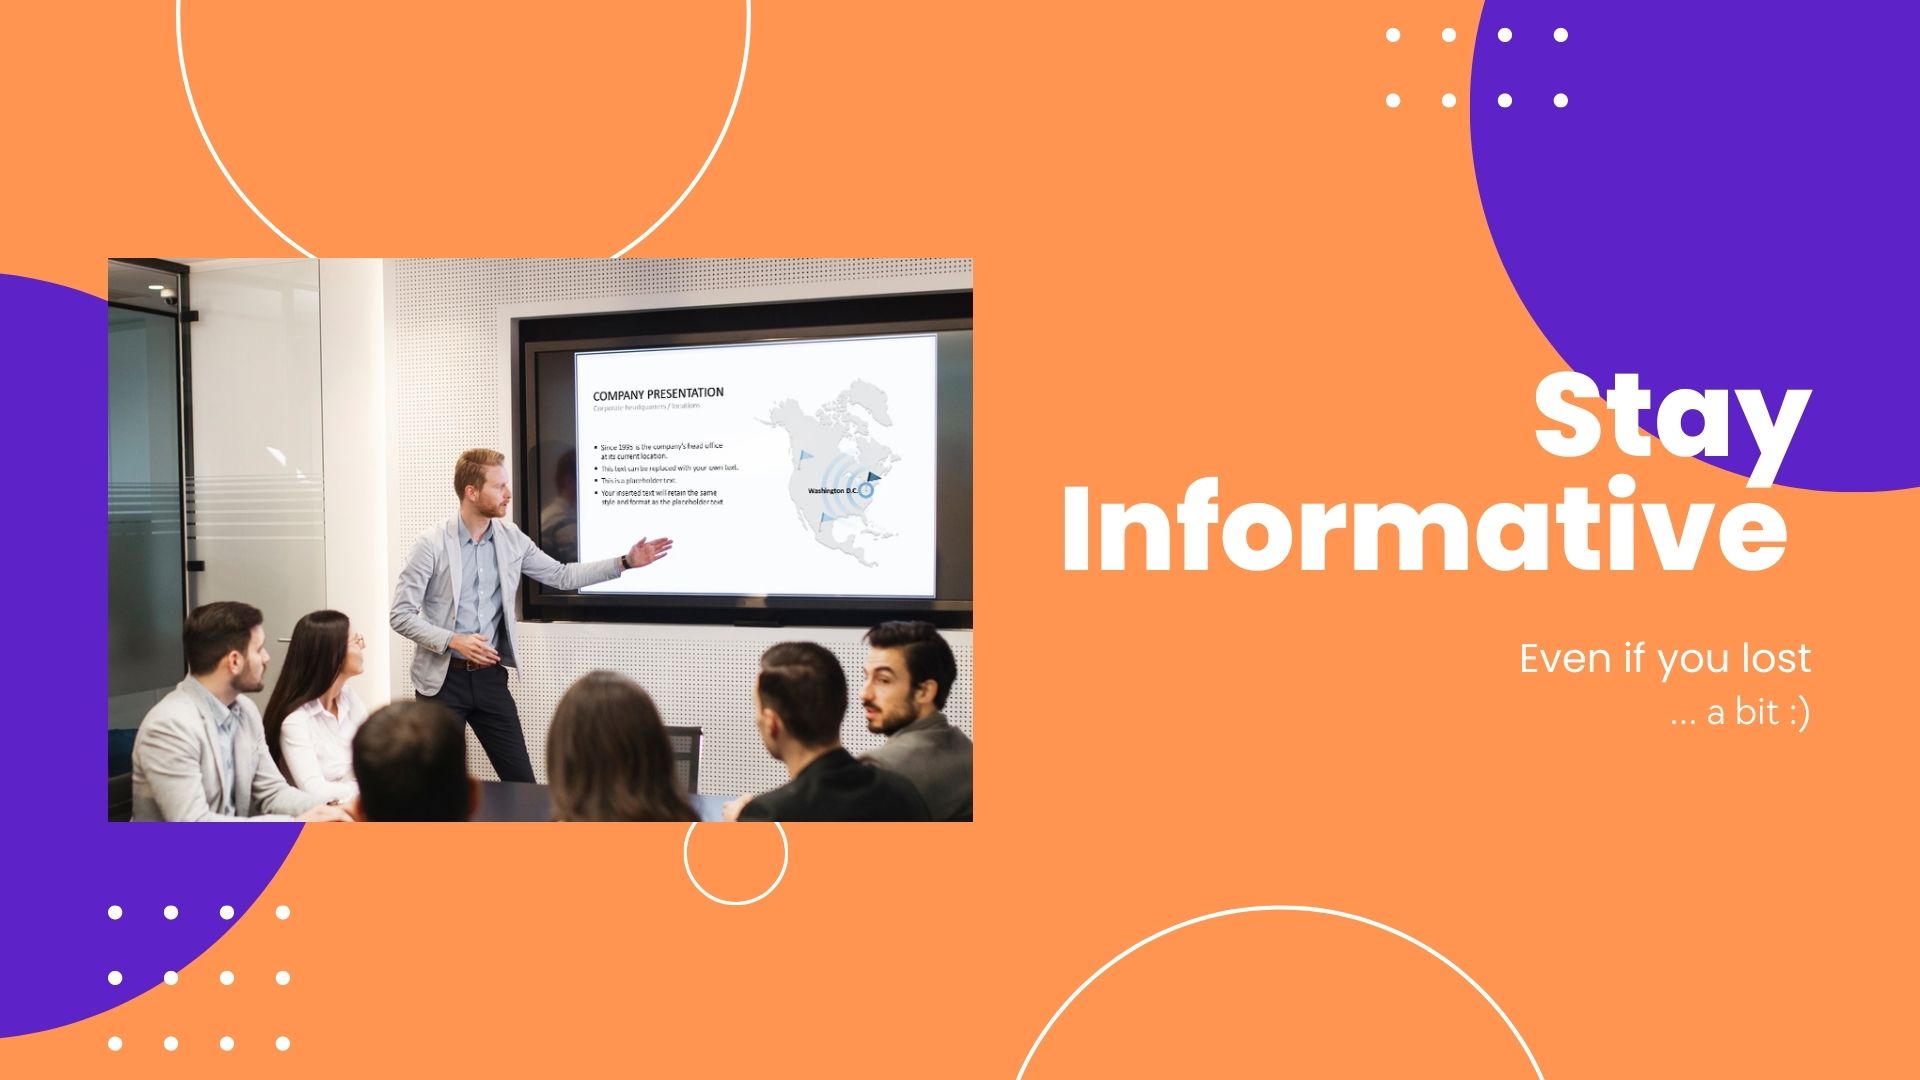 COMPANY PRESENTATION
Corporate headquarters / locations
▪ Since 1995 is the company's head office
at its current location.
▪ This text can be replaced with your own text.
▪ This is a placeholder text.
▪ Your inserted text will retain the same
style and format as the placeholder text.
Washington D.C.
Stay
Informative
Even if you lost
... a bit :)